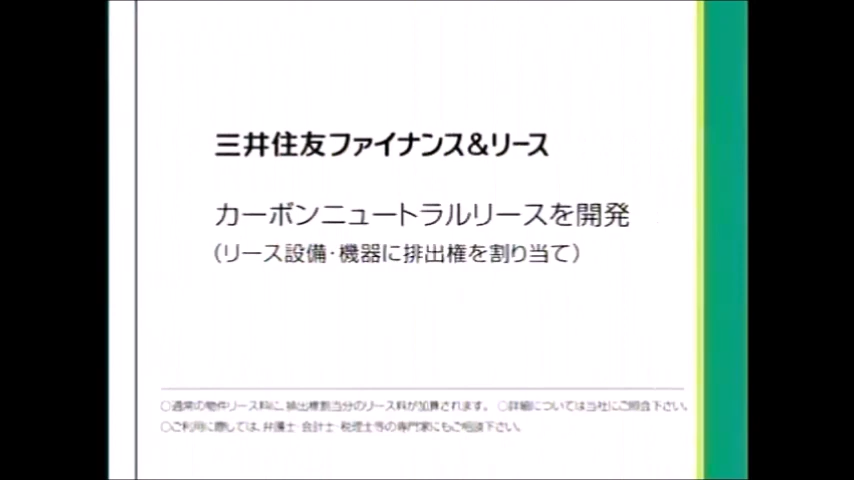 三井住友ファイナンス&リース
カーボンニュートラルリースを開発
(リース設備・機器に排出権を割り当て)
○通常の物件リース料に、排出権割当分のリース料が加算されます。 ○詳細については当社にご照会下さい。
○ご利用に際しては、弁護士・会計士・税理士等の専門家にもご相談下さい。